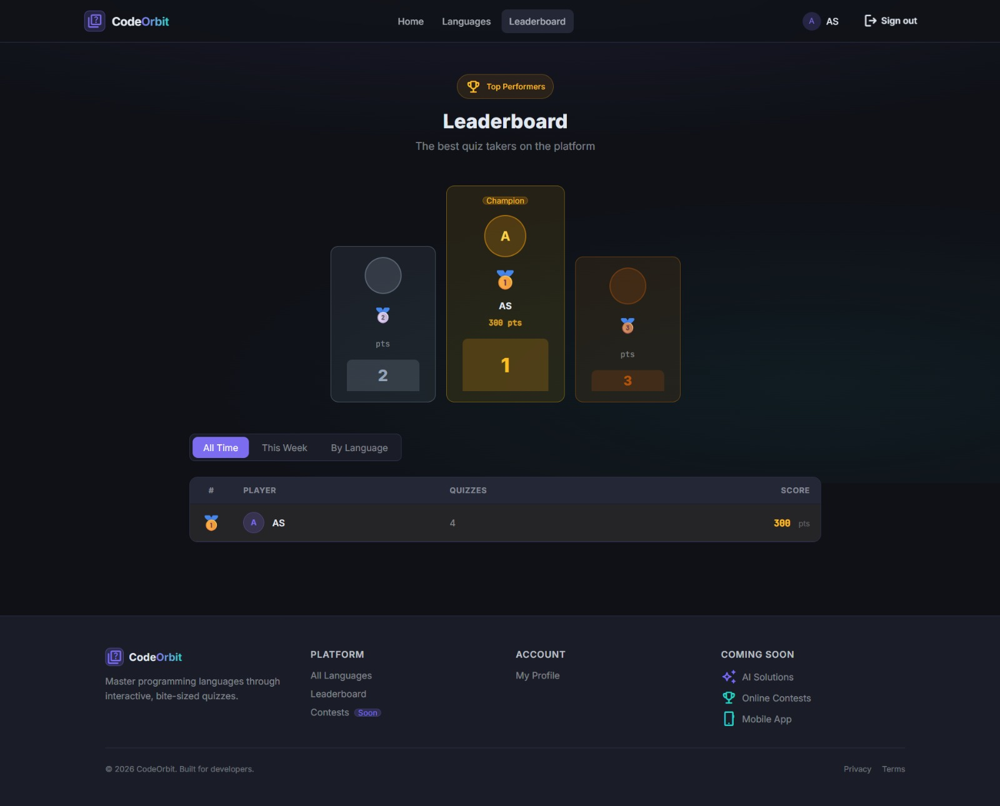 CodeOrbit
Home Languages Leaderboard
A AS Sign out
Top Performers
Leaderboard
The best quiz takers on the platform
Champion
A
1
AS
300 pts
1
2
pts
2
3
pts
3
All Time This Week By Language
# PLAYER QUIZZES SCORE
1 A AS 4 300 pts
CodeOrbit
Master programming languages through
interactive, bite-sized quizzes.
PLATFORM
All Languages
Leaderboard
Contests Soon
ACCOUNT
My Profile
COMING SOON
AI Solutions
Online Contests
Mobile App
© 2026 CodeOrbit. Built for developers.
Privacy Terms